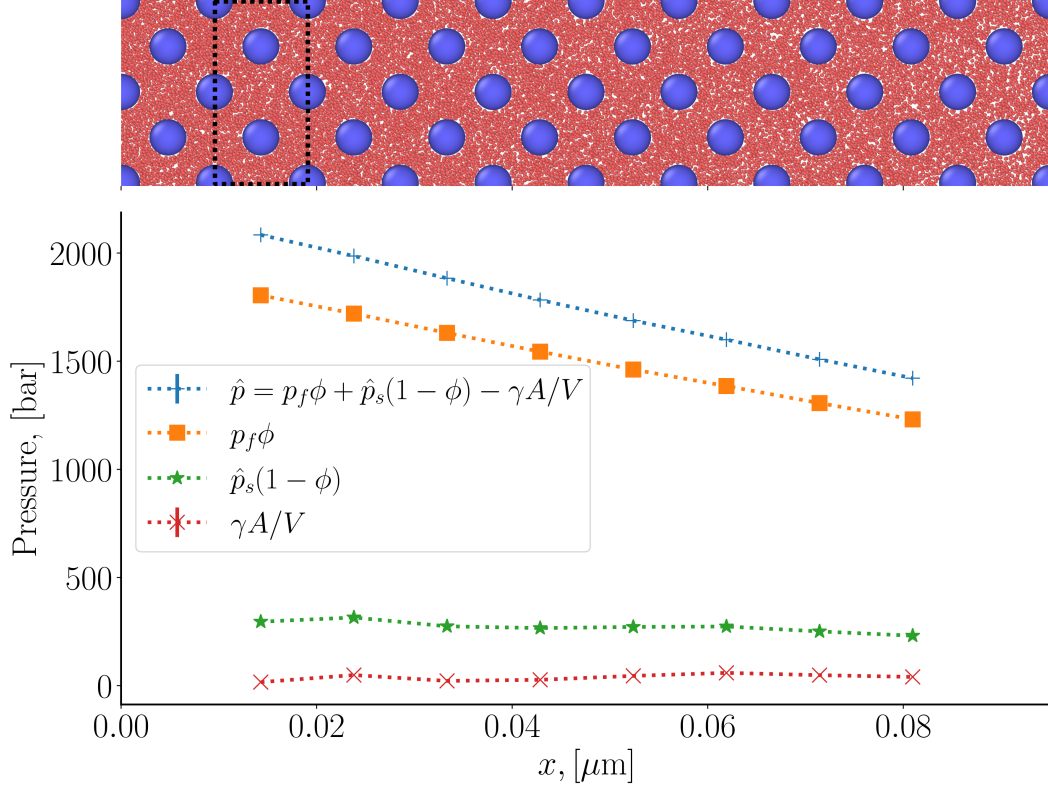 2000
1500
1000
500
0
Pressure, [bar]
p̂ = p_fϕ + p̂_s(1 − ϕ) − γA/V
p_fϕ
p̂_s(1 − ϕ)
γA/V
0.00 0.02 0.04 0.06 0.08
x, [μm]